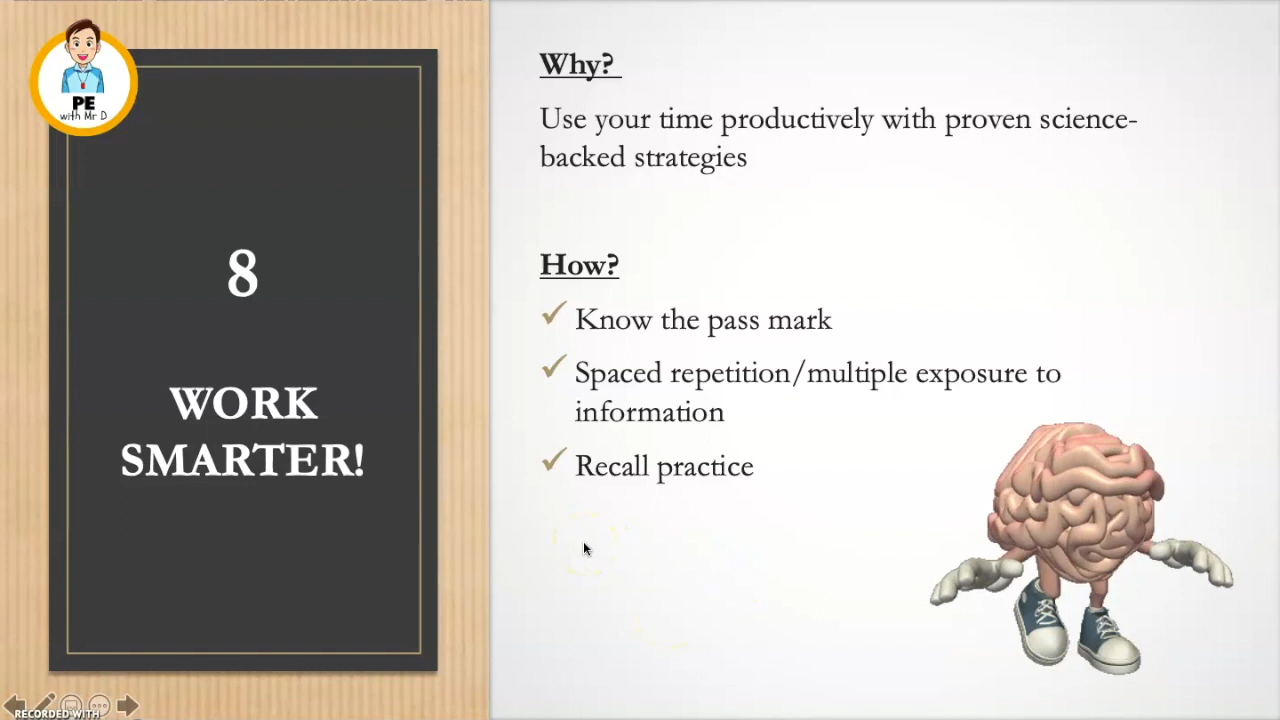 PE
with Mr D
8
WORK
SMARTER!
Why?
Use your time productively with proven science-
backed strategies
How?
Know the pass mark
Spaced repetition/multiple exposure to
information
Recall practice
RECORDED WITH